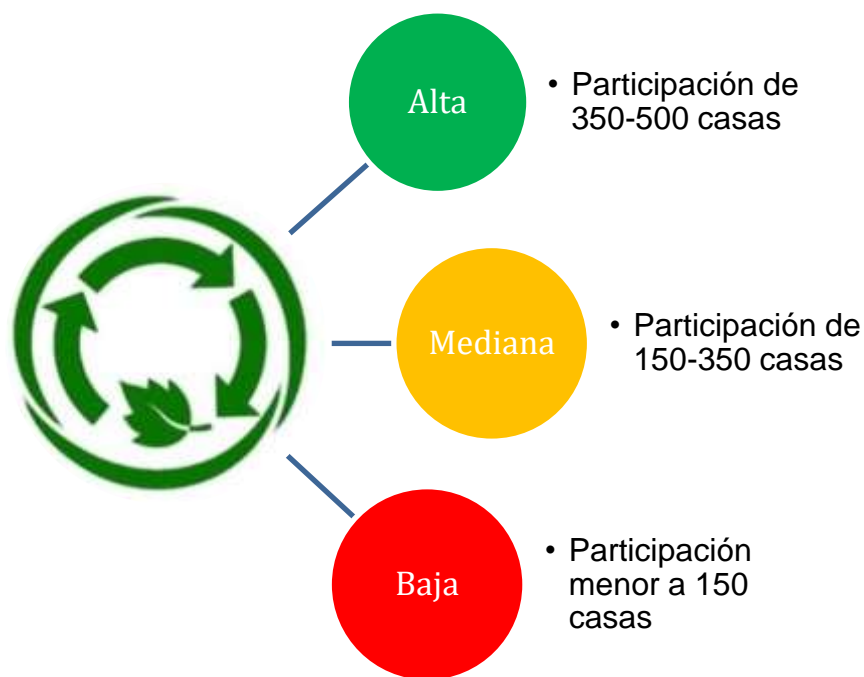 Alta
• Participación de
350-500 casas
Mediana
• Participación de
150-350 casas
Baja
• Participación
menor a 150
casas